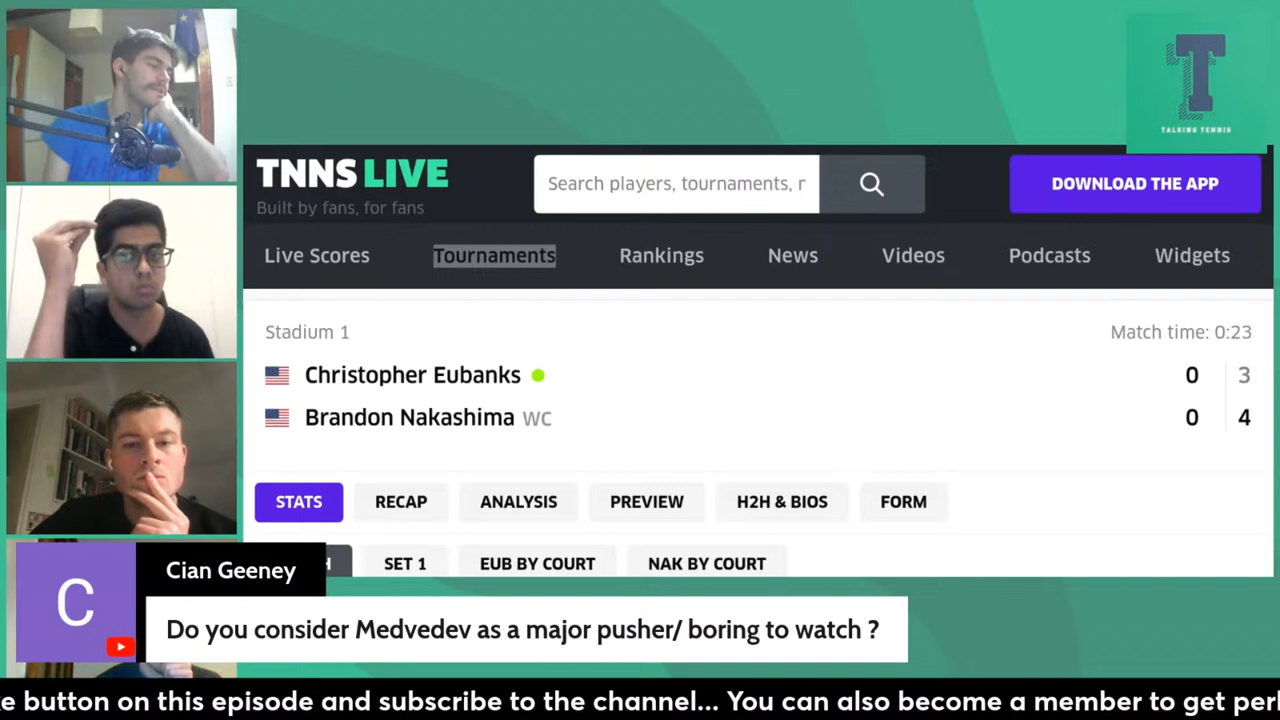 T
TALKING TENNIS
TNNS LIVE
Built by fans, for fans
Search players, tournaments, r
DOWNLOAD THE APP
Live Scores
Tournaments
Rankings
News
Videos
Podcasts
Widgets
Stadium 1
Match time: 0:23
Christopher Eubanks
0 3
Brandon Nakashima WC
0 4
STATS
RECAP
ANALYSIS
PREVIEW
H2H & BIOS
FORM
H
SET 1
EUB BY COURT
NAK BY COURT
C
Cian Geeney
Do you consider Medvedev as a major pusher/ boring to watch ?
ke button on this episode and subscribe to the channel... You can also become a member to get per